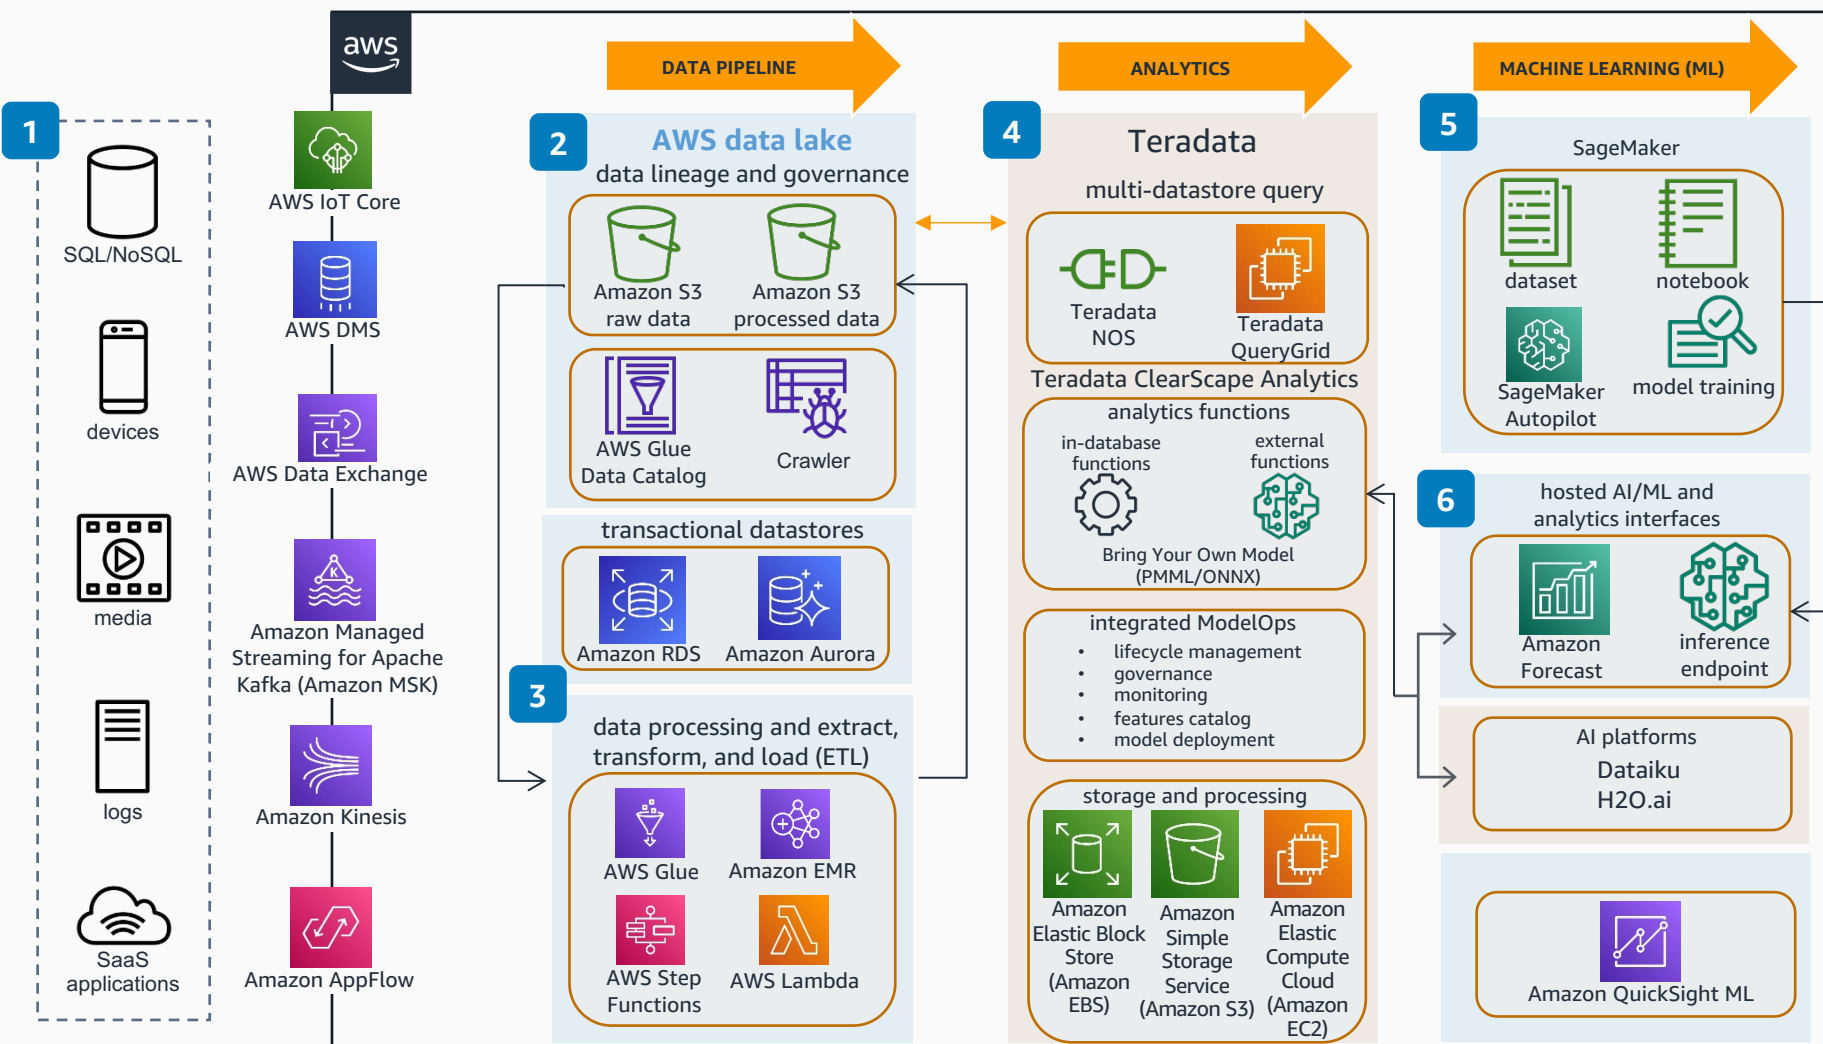 aws
DATA PIPELINE
ANALYTICS
MACHINE LEARNING (ML)
1
SQL/NoSQL
devices
media
logs
SaaS
applications
AWS IoT Core
AWS DMS
AWS Data Exchange
K
Amazon Managed
Streaming for Apache
Kafka (Amazon MSK)
Amazon Kinesis
Amazon AppFlow
2
AWS data lake
data lineage and governance
Amazon S3
raw data
Amazon S3
processed data
AWS Glue
Data Catalog
Crawler
transactional datastores
Amazon RDS
Amazon Aurora
3
data processing and extract,
transform, and load (ETL)
AWS Glue
Amazon EMR
AWS Step
Functions
AWS Lambda
4
Teradata
multi-datastore query
Teradata
NOS
Teradata
QueryGrid
Teradata ClearScape Analytics
analytics functions
in-database
functions
external
functions
Bring Your Own Model
(PMML/ONNX)
integrated ModelOps
• lifecycle management
• governance
• monitoring
• features catalog
• model deployment
storage and processing
Amazon
Elastic Block
Store
(Amazon
EBS)
Amazon
Simple
Storage
Service
(Amazon S3)
Amazon
Elastic
Compute
Cloud
(Amazon
EC2)
5
SageMaker
dataset
notebook
SageMaker
Autopilot
model training
6
hosted AI/ML and
analytics interfaces
Amazon
Forecast
inference
endpoint
AI platforms
Dataiku
H2O.ai
Amazon QuickSight ML